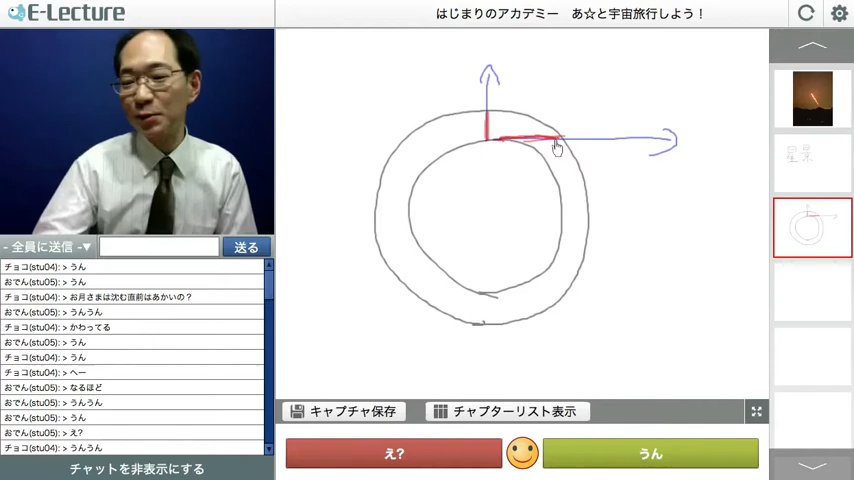 E-Lecture
はじまりのアカデミー　あ☆と宇宙旅行しよう！
- 全員に送信 -▼
送る
チョコ(stu04): > うん
おでん(stu05): > うん
チョコ(stu04): > お月さまは沈む直前はあかいの？
おでん(stu05): > うんうん
チョコ(stu04): > かわってる
おでん(stu05): > うん
チョコ(stu04): > うん
チョコ(stu04): > へー
おでん(stu05): > なるほど
おでん(stu05): > うんうん
おでん(stu05): > うん
おでん(stu05): > え?
チョコ(stu04): > うんうん
チャットを非表示にする
キャプチャ保存
チャプターリスト表示
え?
うん
星景